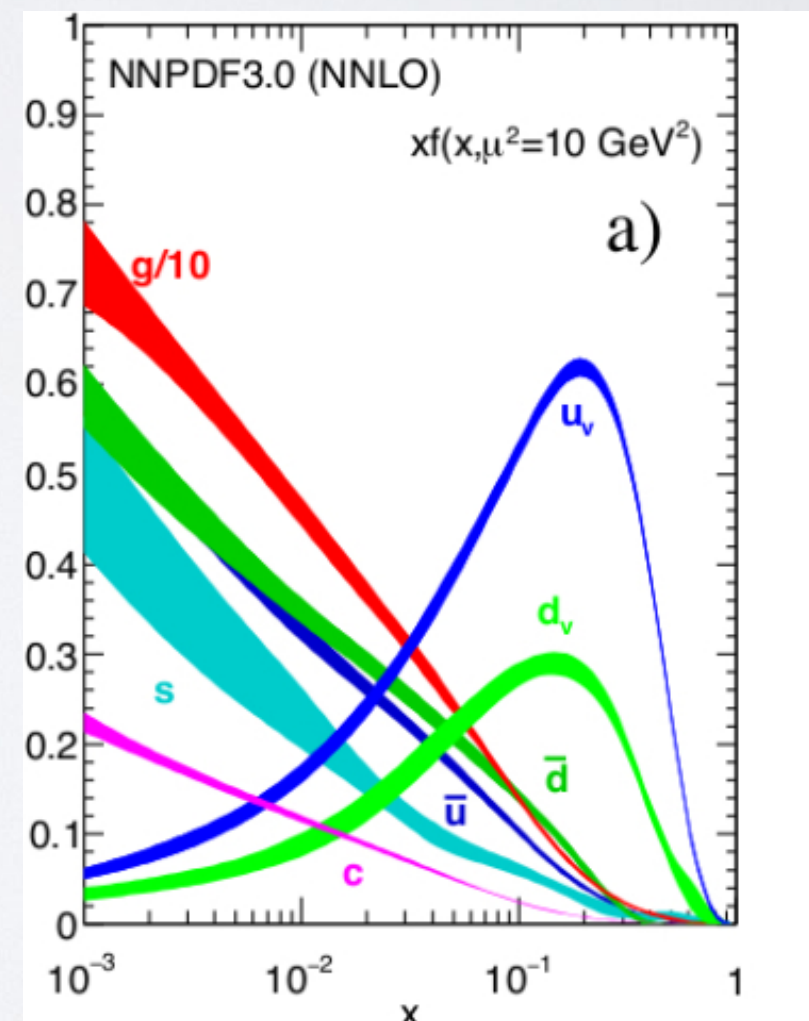 1
NNPDF3.0 (NNLO)
0.9
xf(x,μ²=10 GeV²)
0.8
a)
g/10
0.7
0.6
u_v
0.5
0.4
d_v
0.3
s
0.2
d̄
ū
0.1
c
0
10⁻³ 10⁻² 10⁻¹ 1
x